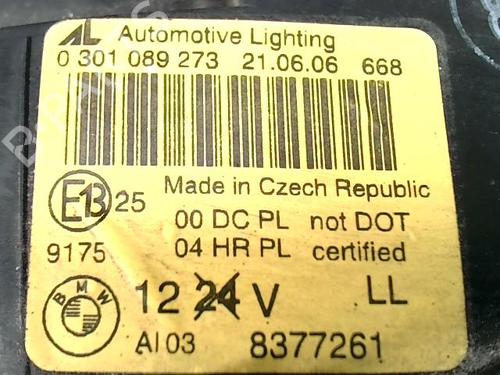 AL Automotive Lighting
0 301 089 273 21.06.06 668
Made in Czech Republic
E13 25
00 DC PL not DOT
9175 04 HR PL certified
BMW 12 24 V LL
AI 03 8377261